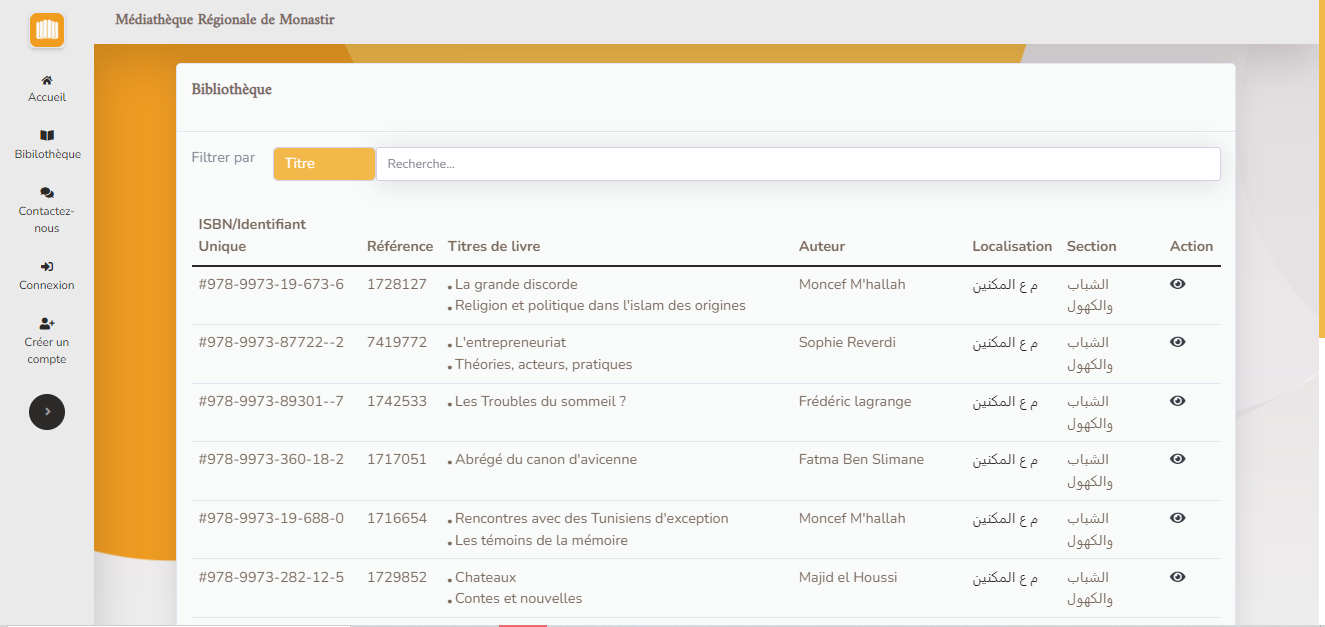 Médiathèque Régionale de Monastir
Accueil
Bibilothèque
Contactez-
nous
Connexion
Créer un
compte
Bibliothèque
Filtrer par
Titre
Recherche...
ISBN/Identifiant
Unique
Référence
Titres de livre
Auteur
Localisation
Section
Action
#978-9973-19-673-6
1728127
La grande discorde
Religion et politique dans l'islam des origines
Moncef M'hallah
م ع المكنين
الشباب
والكهول
#978-9973-87722--2
7419772
L'entrepreneuriat
Théories, acteurs, pratiques
Sophie Reverdi
م ع المكنين
الشباب
والكهول
#978-9973-89301--7
1742533
Les Troubles du sommeil ?
Frédéric lagrange
م ع المكنين
الشباب
والكهول
#978-9973-360-18-2
1717051
Abrégé du canon d'avicenne
Fatma Ben Slimane
م ع المكنين
الشباب
والكهول
#978-9973-19-688-0
1716654
Rencontres avec des Tunisiens d'exception
Les témoins de la mémoire
Moncef M'hallah
م ع المكنين
الشباب
والكهول
#978-9973-282-12-5
1729852
Chateaux
Contes et nouvelles
Majid el Houssi
م ع المكنين
الشباب
والكهول